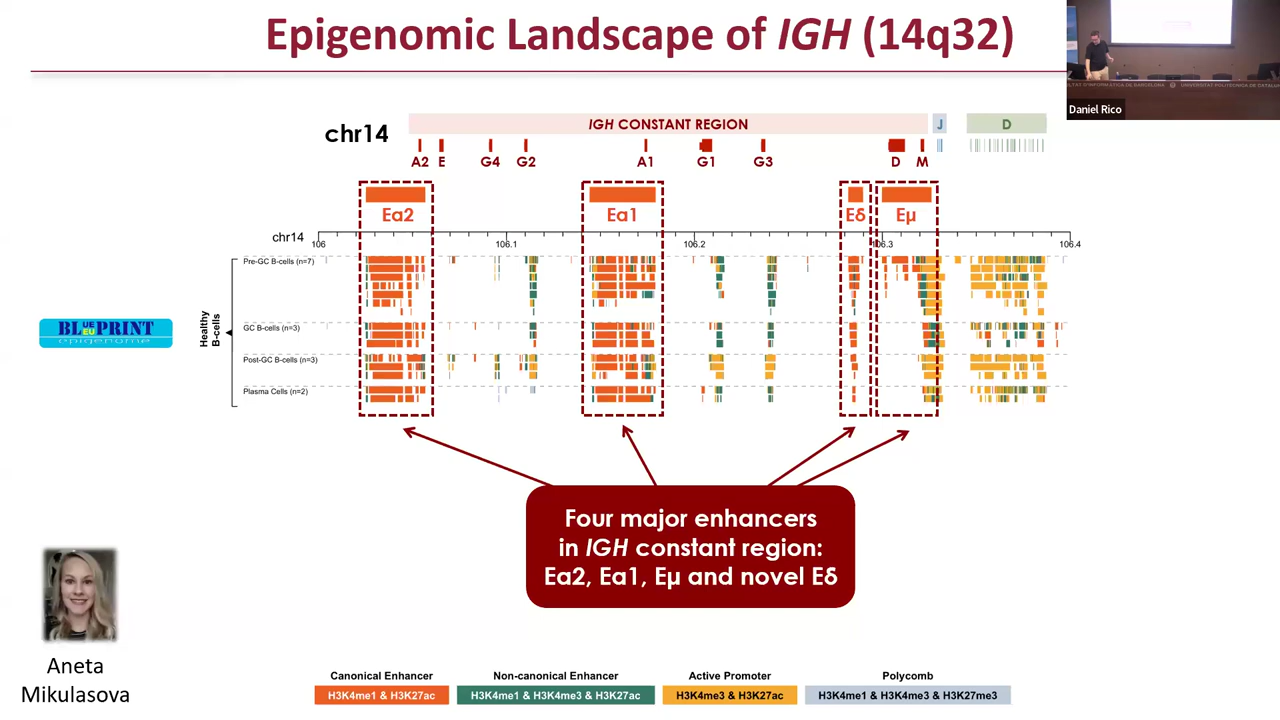 Epigenomic Landscape of IGH (14q32)
Daniel Rico
chr14
IGH CONSTANT REGION
J
D
A2 E G4 G2 A1 G1 G3 D M
Ea2 Ea1 Eδ Eμ
chr14
106 106.1 106.2 106.3 106.4
Healthy
B-cells
Pre-GC B-cells (n=7)
GC B-cells (n=3)
Post-GC B-cells (n=3)
Plasma Cells (n=2)
BLUEPRINT
EU
epigenome
Four major enhancers
in IGH constant region:
Ea2, Ea1, Eμ and novel Eδ
Aneta
Mikulasova
Canonical Enhancer
H3K4me1 & H3K27ac
Non-canonical Enhancer
H3K4me1 & H3K4me3 & H3K27ac
Active Promoter
H3K4me3 & H3K27ac
Polycomb
H3K4me1 & H3K4me3 & H3K27me3